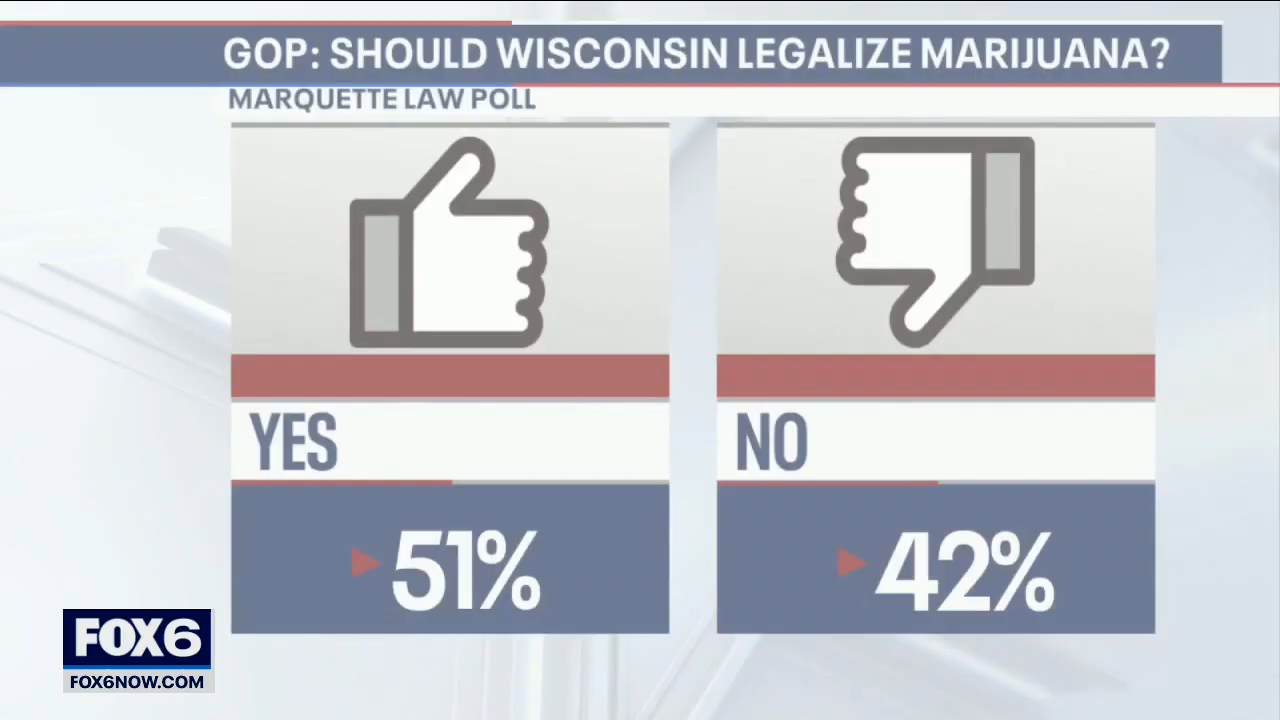 GOP: SHOULD WISCONSIN LEGALIZE MARIJUANA?
MARQUETTE LAW POLL
YES
NO
51%
42%
FOX6
FOX6NOW.COM